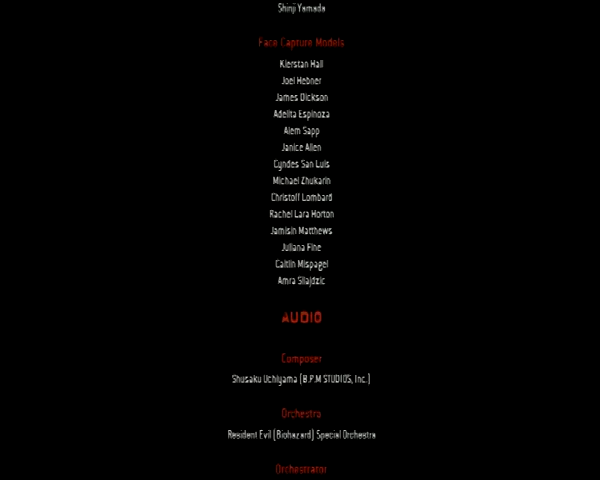 Shinji Yamada
Face Capture Models
Kierstan Hall
Joel Hebner
James Dickson
Adelita Espinoza
Alem Sapp
Janice Allen
Cyndes San Luis
Michael Zhukarin
Christoff Lombard
Rachel Lara Horton
Jamisin Matthews
Juliana Fine
Caitlin Mispagel
Amra Silajdzic
AUDIO
Composer
Shusaku Uchiyama (B.P.M STUDIOS, Inc.)
Orchestra
Resident Evil (Biohazard) Special Orchestra
Orchestrator